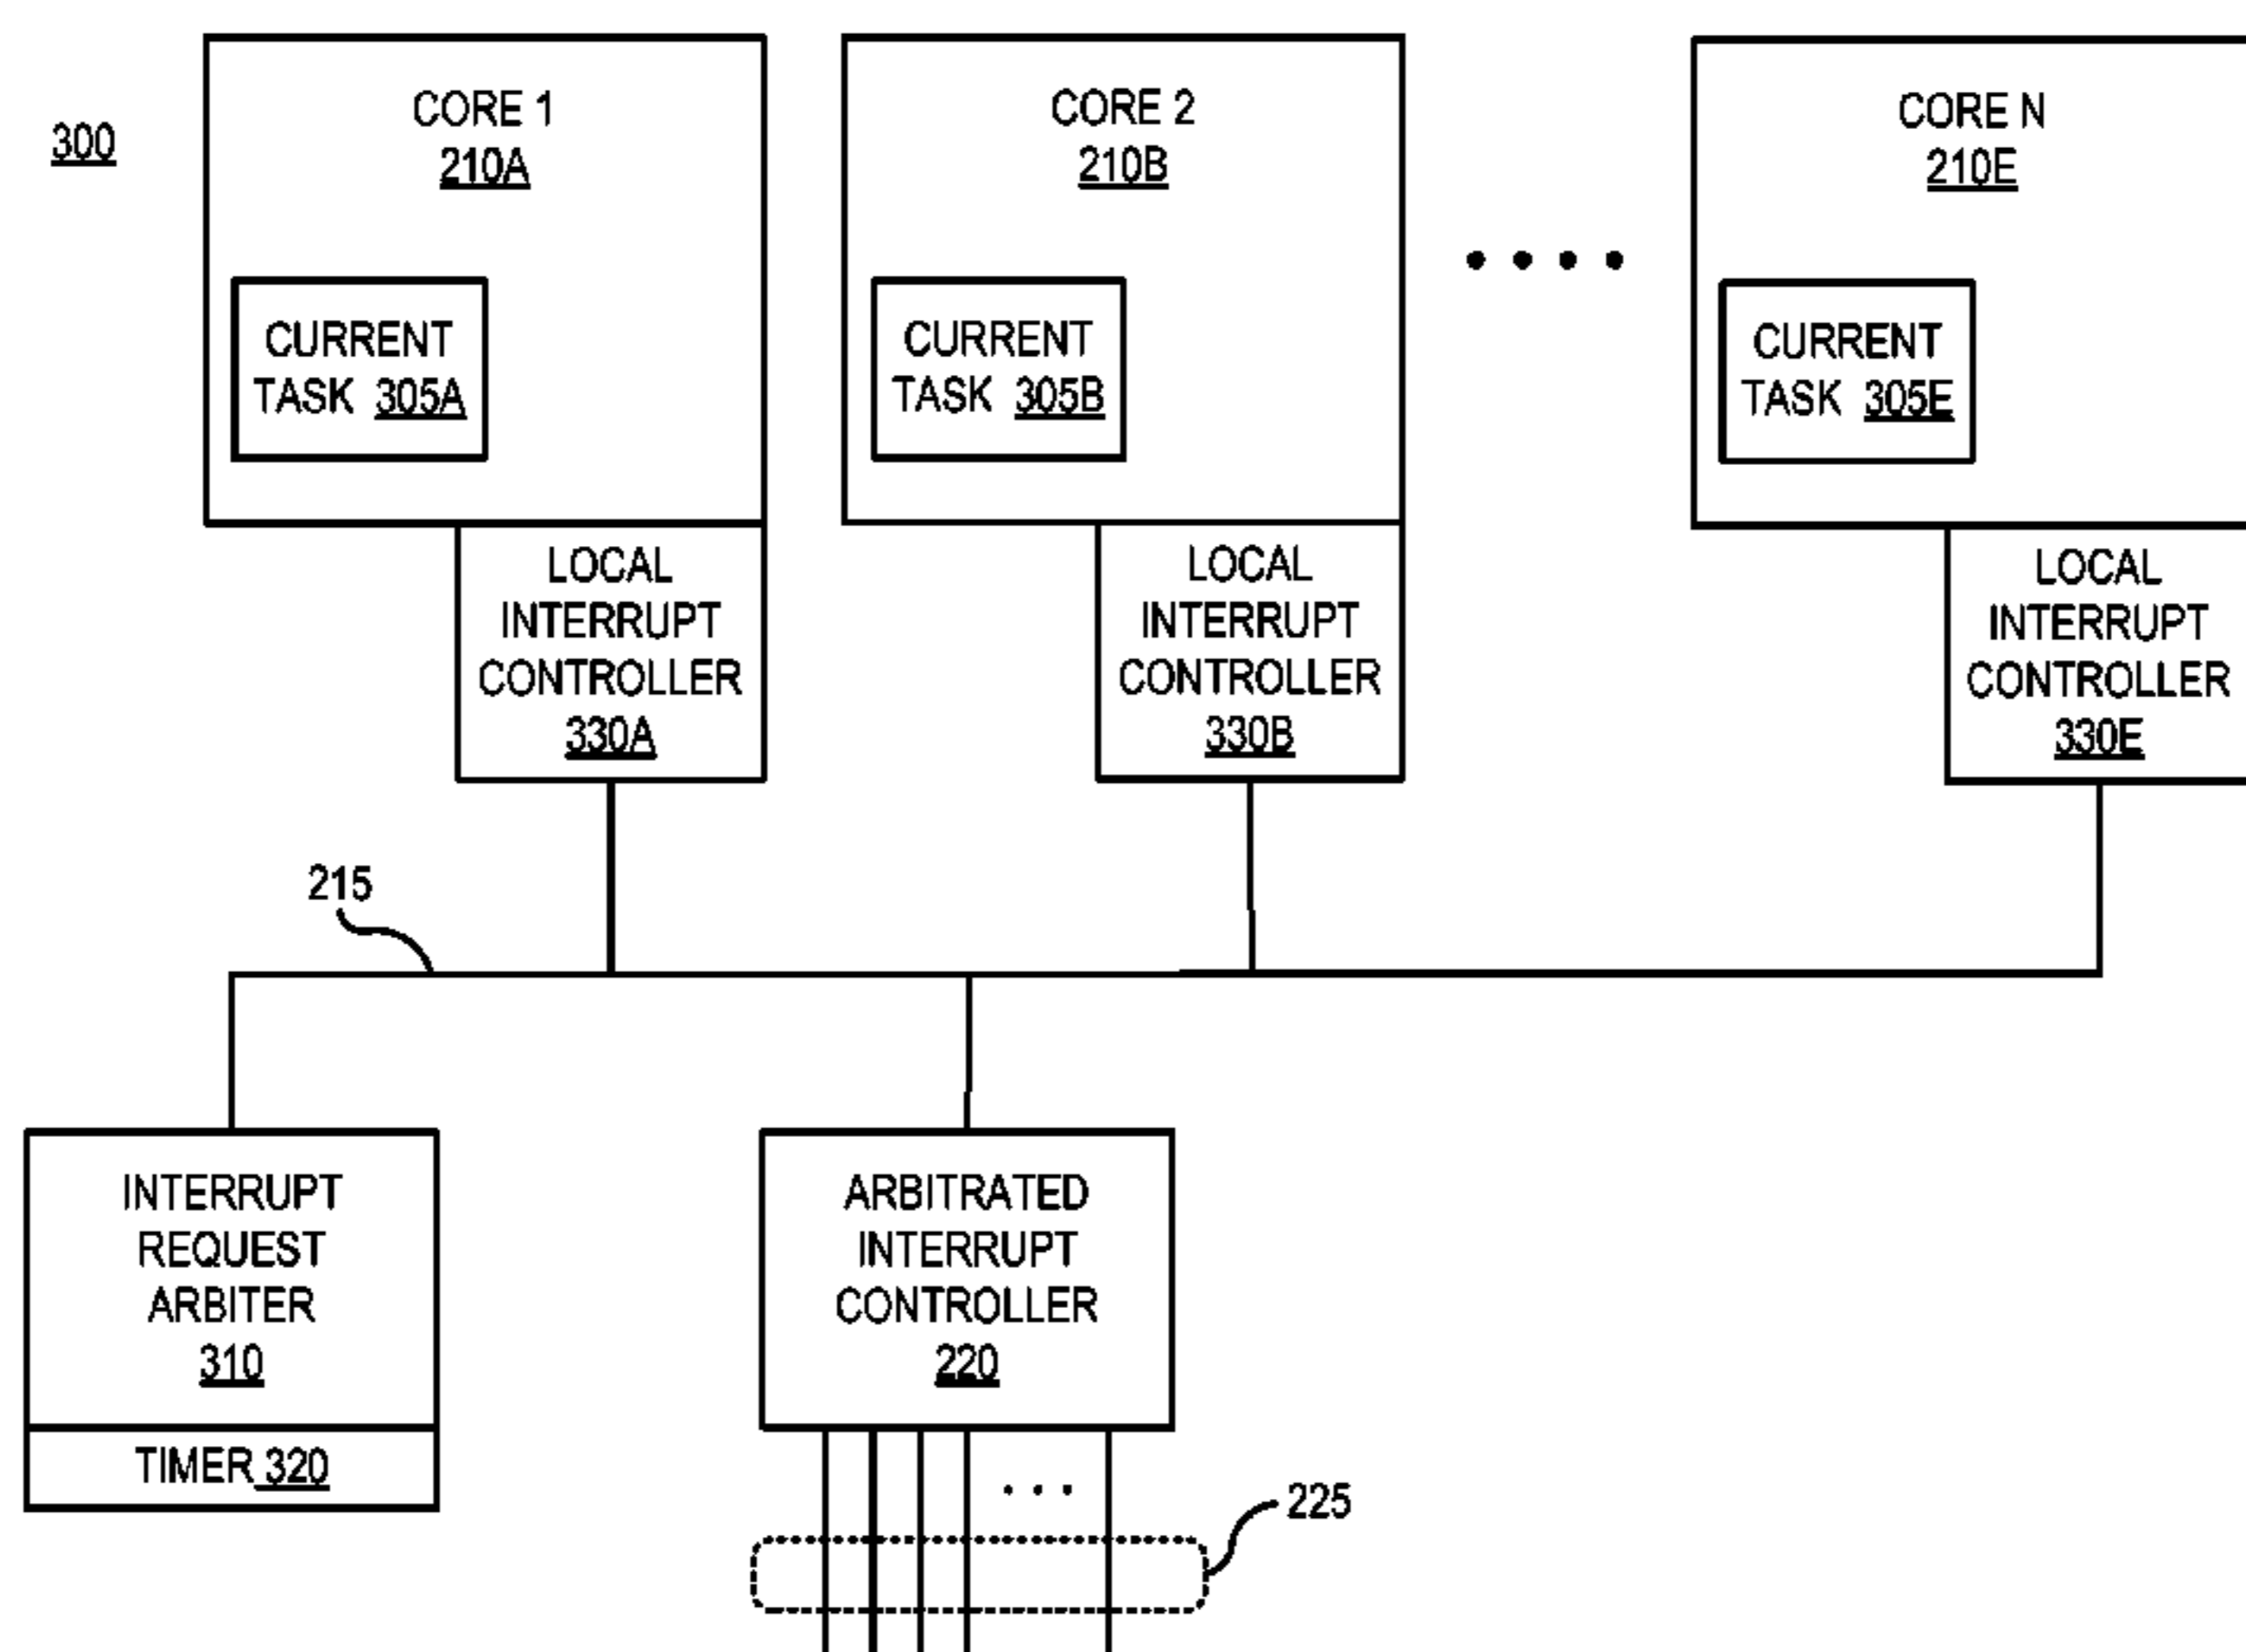 300
CORE 1
210A
CURRENT
TASK 305A
LOCAL
INTERRUPT
CONTROLLER
330A
CORE 2
210B
CURRENT
TASK 305B
LOCAL
INTERRUPT
CONTROLLER
330B
CORE N
210E
CURRENT
TASK 305E
LOCAL
INTERRUPT
CONTROLLER
330E
215
INTERRUPT
REQUEST
ARBITER
310
TIMER 320
ARBITRATED
INTERRUPT
CONTROLLER
220
225